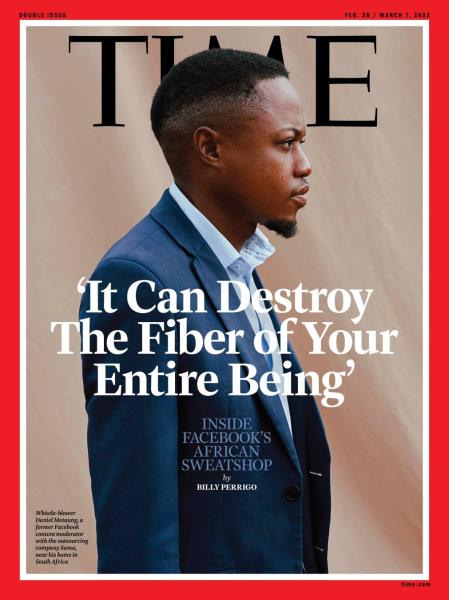 DOUBLE ISSUE
FEB. 28 / MARCH 7, 2022
TIME
‘It Can Destroy
The Fiber of Your
Entire Being’
INSIDE
FACEBOOK’S
AFRICAN
SWEATSHOP
by
BILLY PERRIGO
Whistle-blower
Daniel Motaung, a
former Facebook
content moderator
with the outsourcing
company Sama,
near his home in
South Africa
time.com